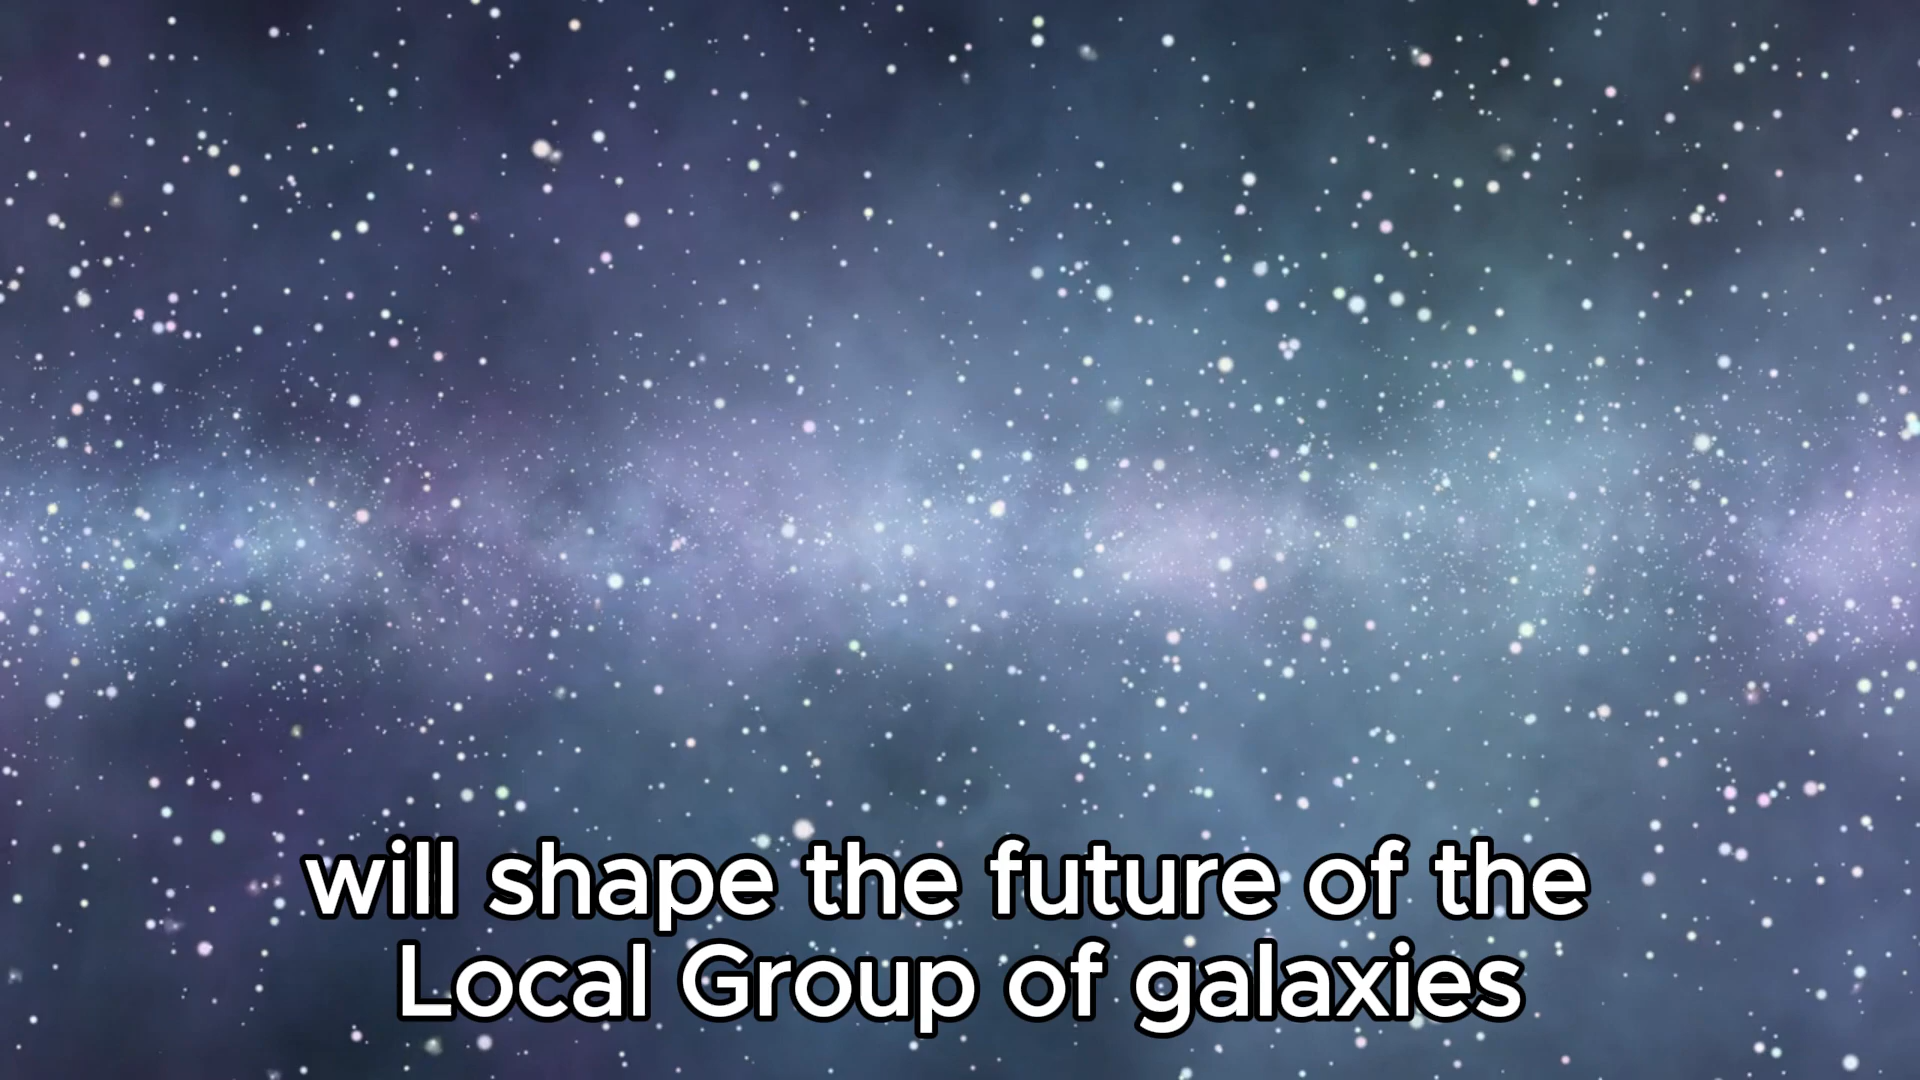 will shape the future of the
Local Group of galaxies